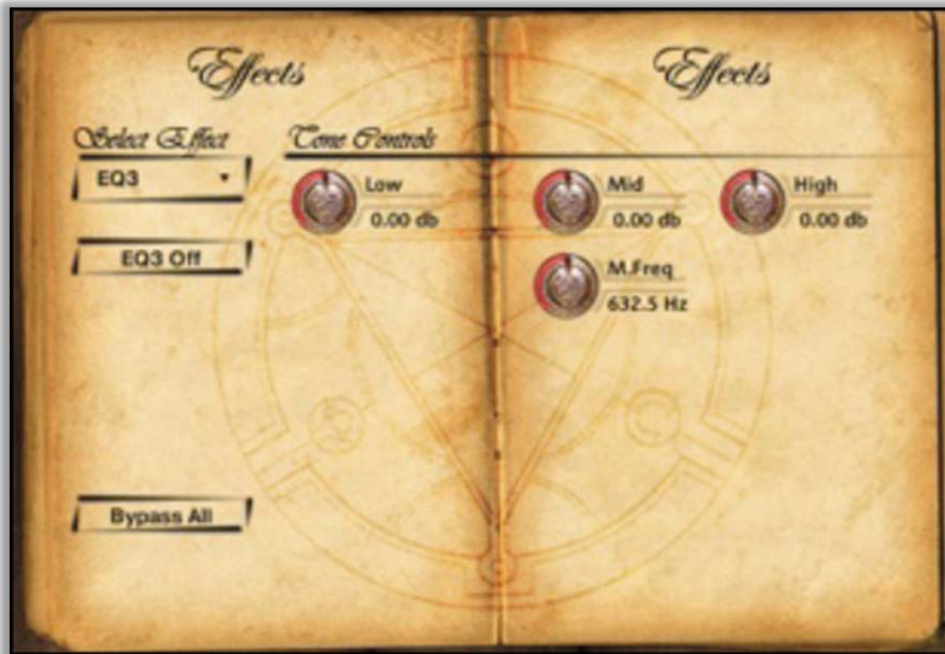 Effects
Select Effect
EQ3
EQ3 Off
Bypass All
Effects
Tone Controls
Low
0.00 db
Mid
0.00 db
High
0.00 db
M.Freq
632.5 Hz